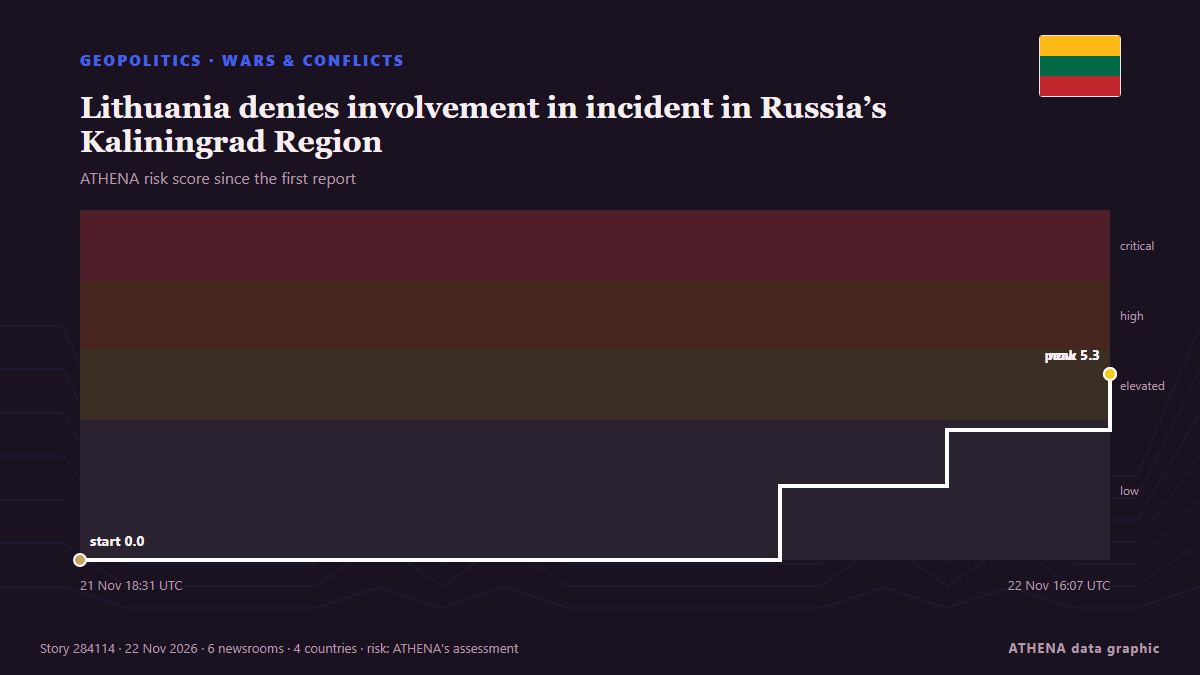 GEOPOLITICS · WARS & CONFLICTS
Lithuania denies involvement in incident in Russia’s
Kaliningrad Region
ATHENA risk score since the first report
critical
high
peak 5.3
elevated
low
start 0.0
21 Nov 18:31 UTC
22 Nov 16:07 UTC
Story 284114 · 22 Nov 2026 · 6 newsrooms · 4 countries · risk: ATHENA's assessment
ATHENA data graphic